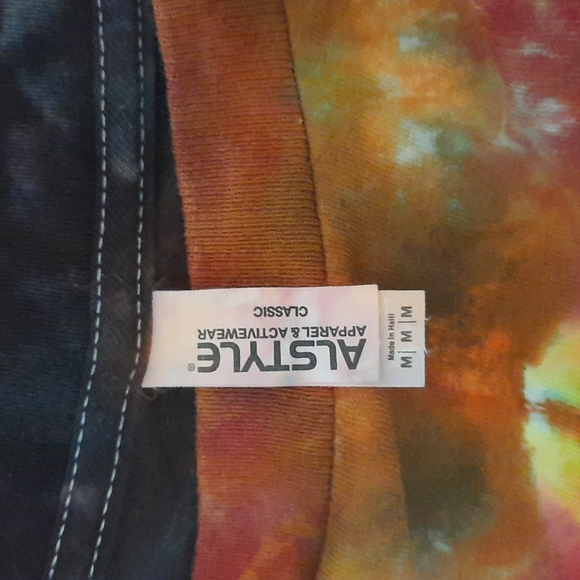 ALSTYLE®
APPAREL & ACTIVEWEAR
CLASSIC
M | M | M
Made in Haiti